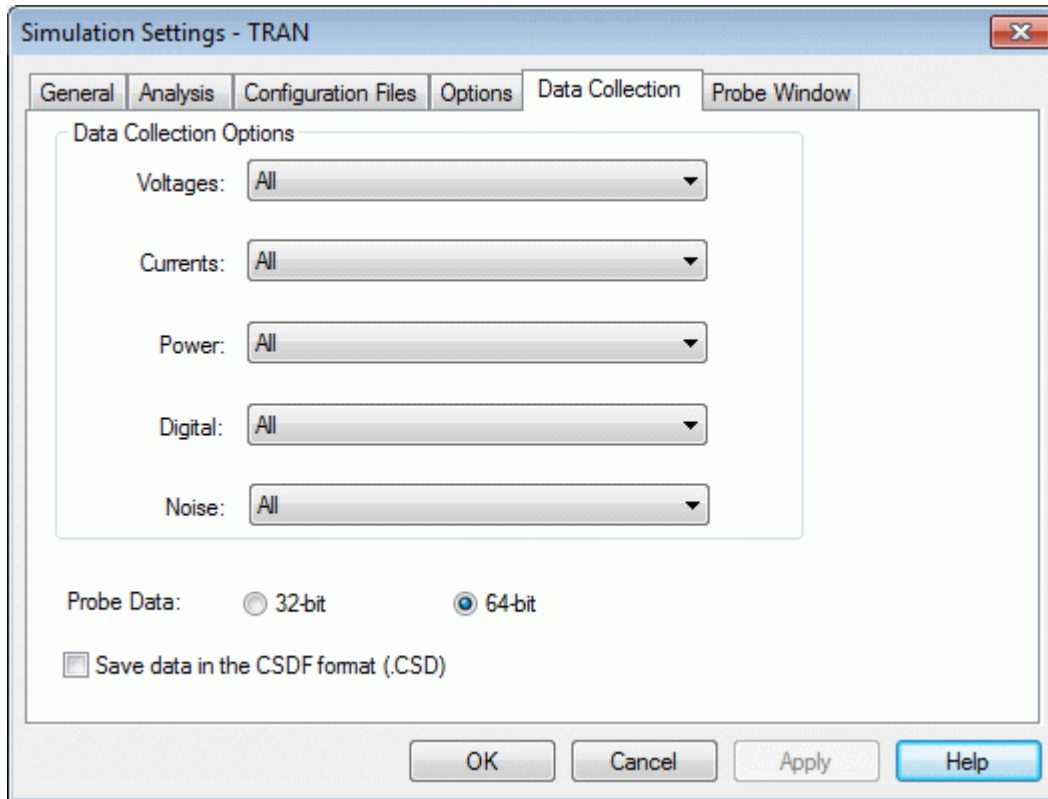 Simulation Settings - TRAN
General Analysis Configuration Files Options Data Collection Probe Window
Data Collection Options
Voltages: All
Currents: All
Power: All
Digital: All
Noise: All
Probe Data: 32-bit 64-bit
Save data in the CSDF format (.CSD)
OK Cancel Apply Help